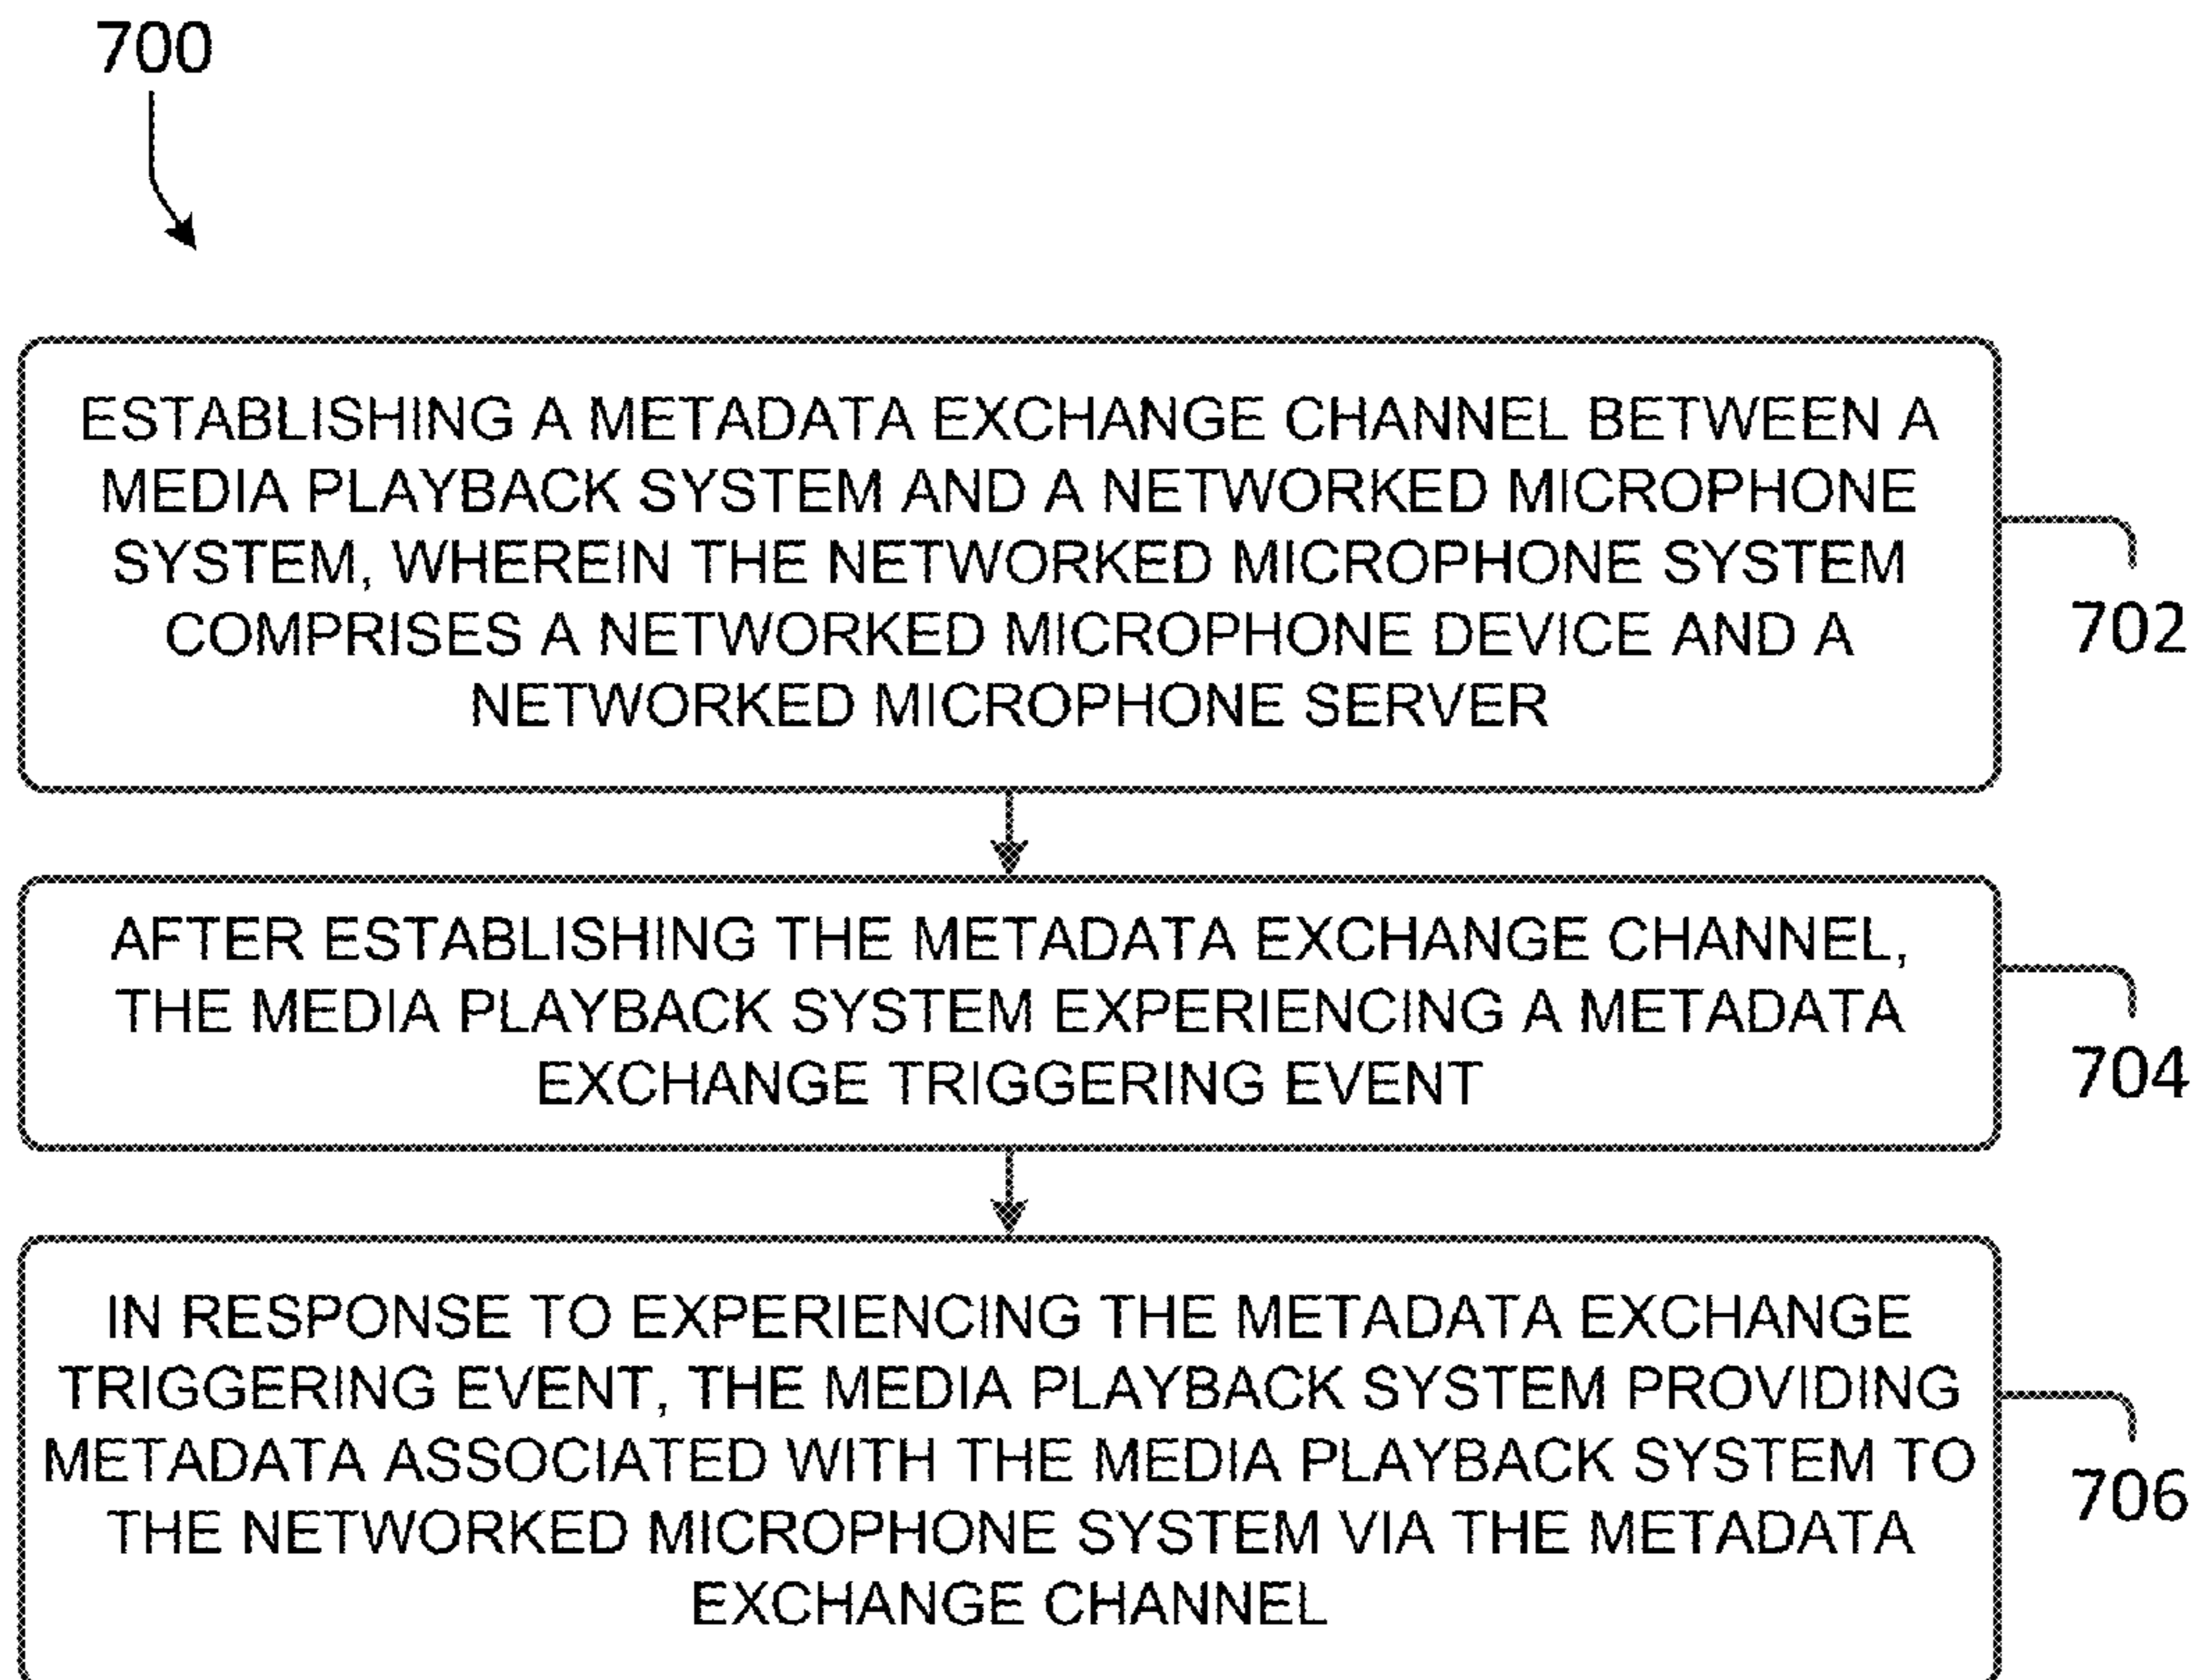 700
ESTABLISHING A METADATA EXCHANGE CHANNEL BETWEEN A
MEDIA PLAYBACK SYSTEM AND A NETWORKED MICROPHONE
SYSTEM, WHEREIN THE NETWORKED MICROPHONE SYSTEM
COMPRISES A NETWORKED MICROPHONE DEVICE AND A
NETWORKED MICROPHONE SERVER
702
AFTER ESTABLISHING THE METADATA EXCHANGE CHANNEL,
THE MEDIA PLAYBACK SYSTEM EXPERIENCING A METADATA
EXCHANGE TRIGGERING EVENT
704
IN RESPONSE TO EXPERIENCING THE METADATA EXCHANGE
TRIGGERING EVENT, THE MEDIA PLAYBACK SYSTEM PROVIDING
METADATA ASSOCIATED WITH THE MEDIA PLAYBACK SYSTEM TO
THE NETWORKED MICROPHONE SYSTEM VIA THE METADATA
EXCHANGE CHANNEL
706